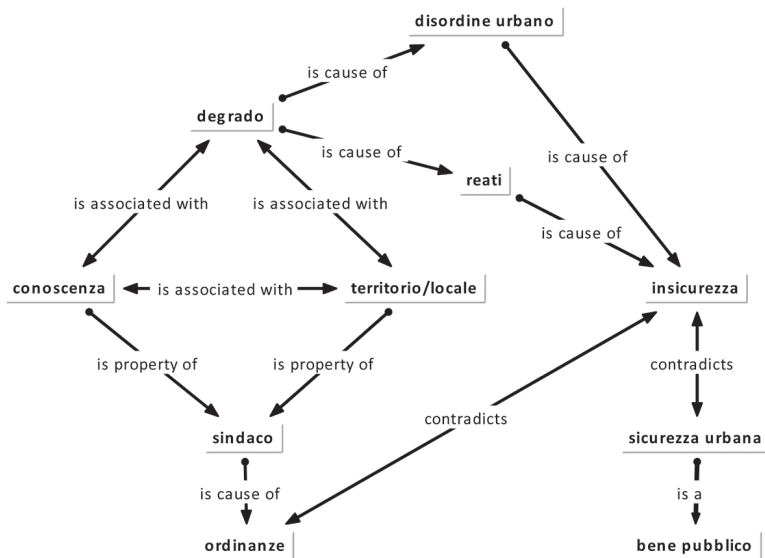 disordine urbano
is cause of
degrado
is cause of
is cause of
reati
is associated with
is associated with
is cause of
conoscenza
is associated with
territorio/locale
insicurezza
is property of
is property of
contradicts
contradicts
sindaco
sicurezza urbana
is cause of
is a
ordinanze
bene pubblico